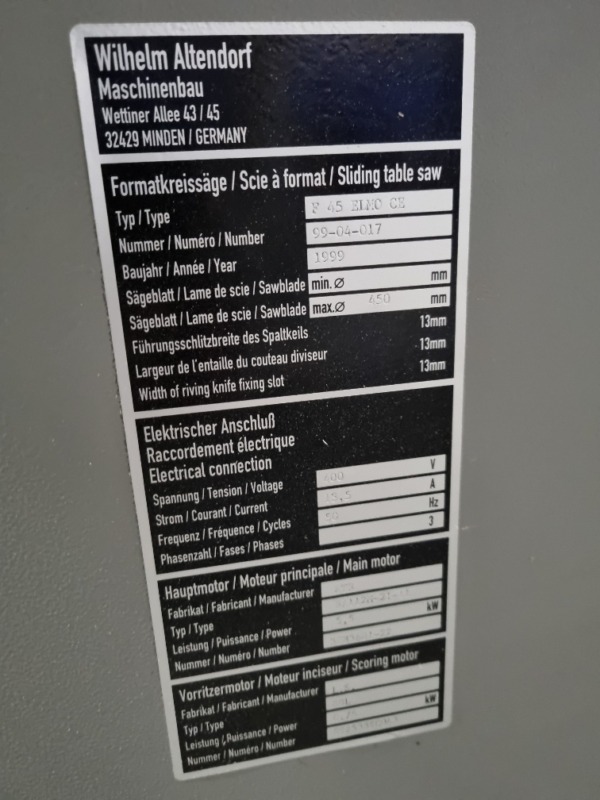 Wilhelm Altendorf
Maschinenbau
Wettiner Allee 43 / 45
32429 MINDEN / GERMANY
Formatkreissäge / Scie à format / Sliding table saw
Typ / Type F 45 ELMO CE
Nummer / Numéro / Number 99-04-017
Baujahr / Année / Year 1999
Sägeblatt / Lame de scie / Sawblade min. Ø mm
Sägeblatt / Lame de scie / Sawblade max. Ø 450 mm
Führungsschlitzbreite des Spaltkeils 13mm
Largeur de l'entaille du couteau diviseur 13mm
Width of riving knife fixing slot 13mm
Elektrischer Anschluß
Raccordement électrique
Electrical connection
Spannung / Tension / Voltage 400 V
Strom / Courant / Current A
Frequenz / Fréquence / Cycles 50 Hz
Phasenzahl / Fases / Phases 3
Hauptmotor / Moteur principale / Main motor
Fabrikat / Fabricant / Manufacturer
Typ / Type
Leistung / Puissance / Power kW
Nummer / Numéro / Number
Vorritzermotor / Moteur inciseur / Scoring motor
Fabrikat / Fabricant / Manufacturer
Typ / Type
Leistung / Puissance / Power kW
Nummer / Numéro / Number